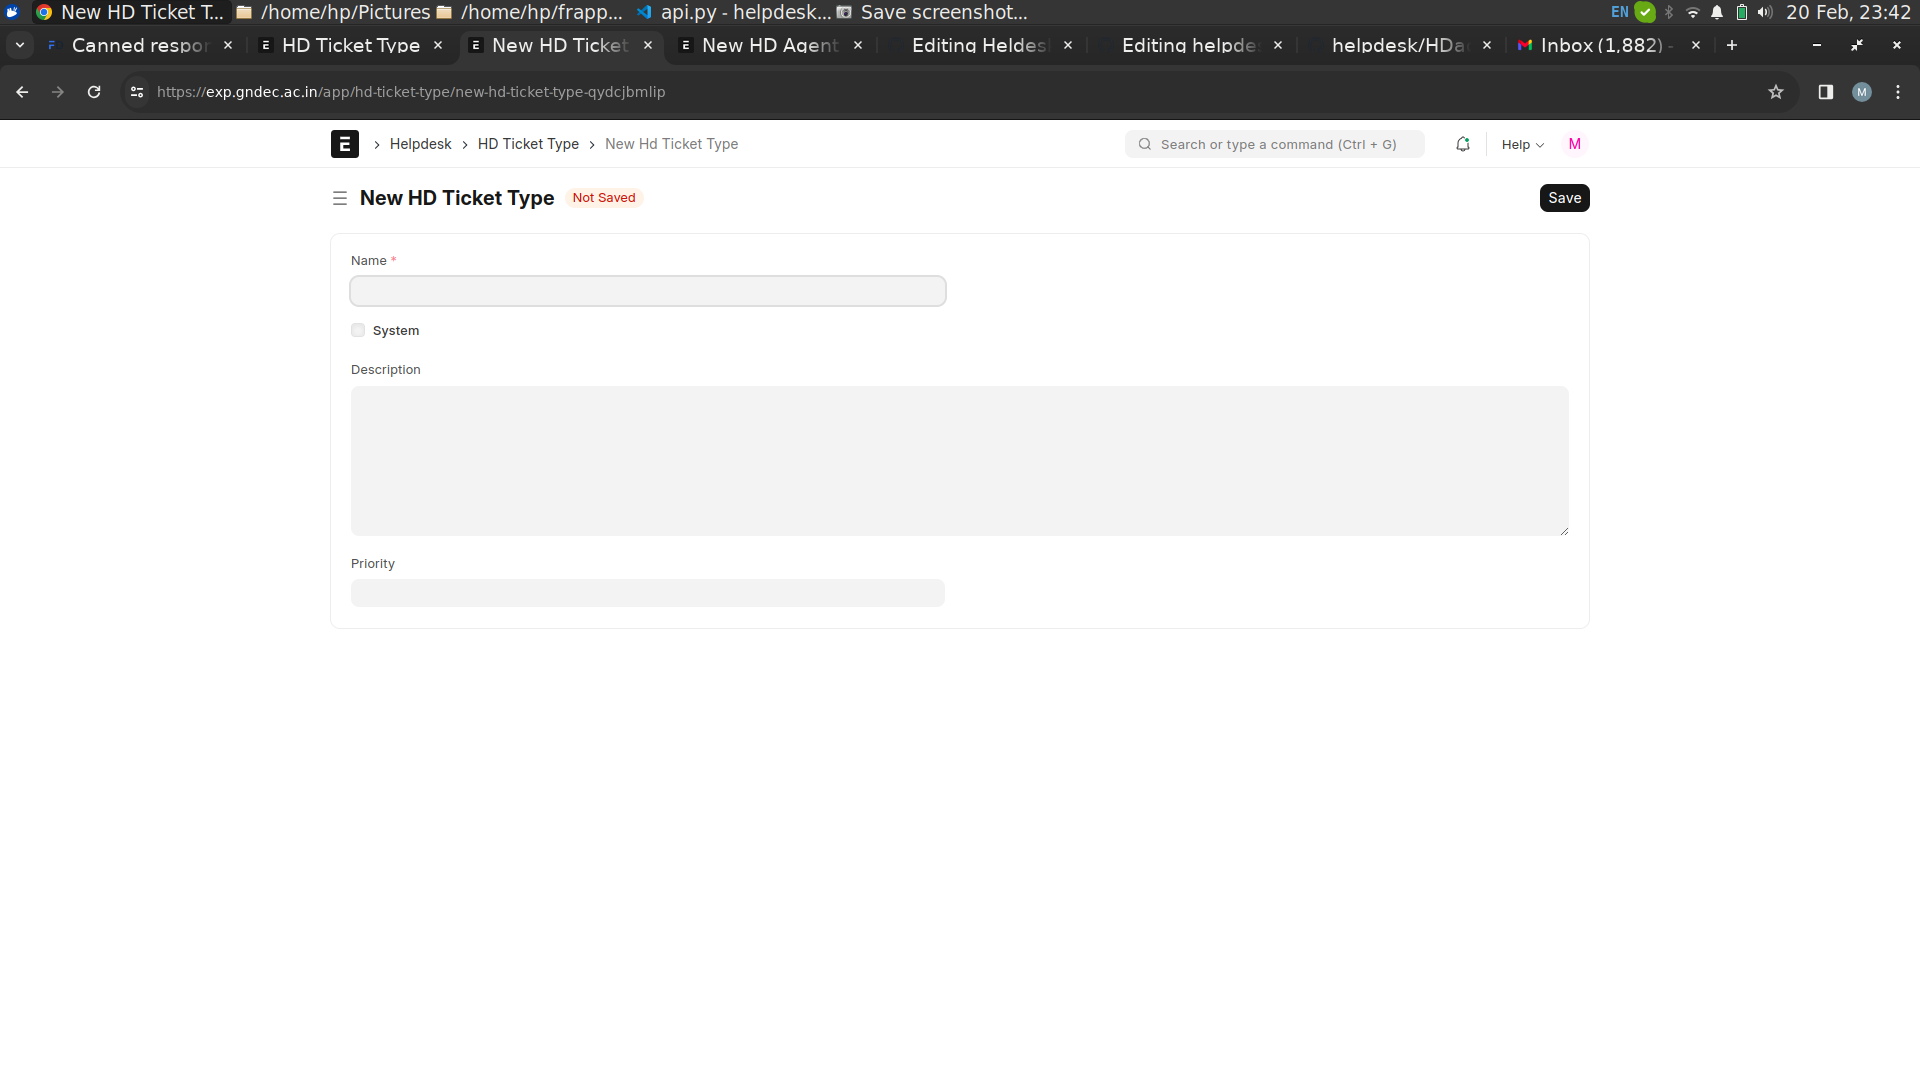 New HD Ticket T... /home/hp/Pictures /home/hp/frapp... api.py - helpdesk... Save screenshot... EN 20 Feb, 23:42
Canned respor HD Ticket Type New HD Ticket New HD Agent Editing Heldes Editing helpde helpdesk/HDa Inbox (1,882) -
https://exp.gndec.ac.in/app/hd-ticket-type/new-hd-ticket-type-qydcjbmlip M
E Helpdesk HD Ticket Type New Hd Ticket Type Search or type a command (Ctrl + G) Help M
New HD Ticket Type Not Saved Save
Name *
System
Description
Priority